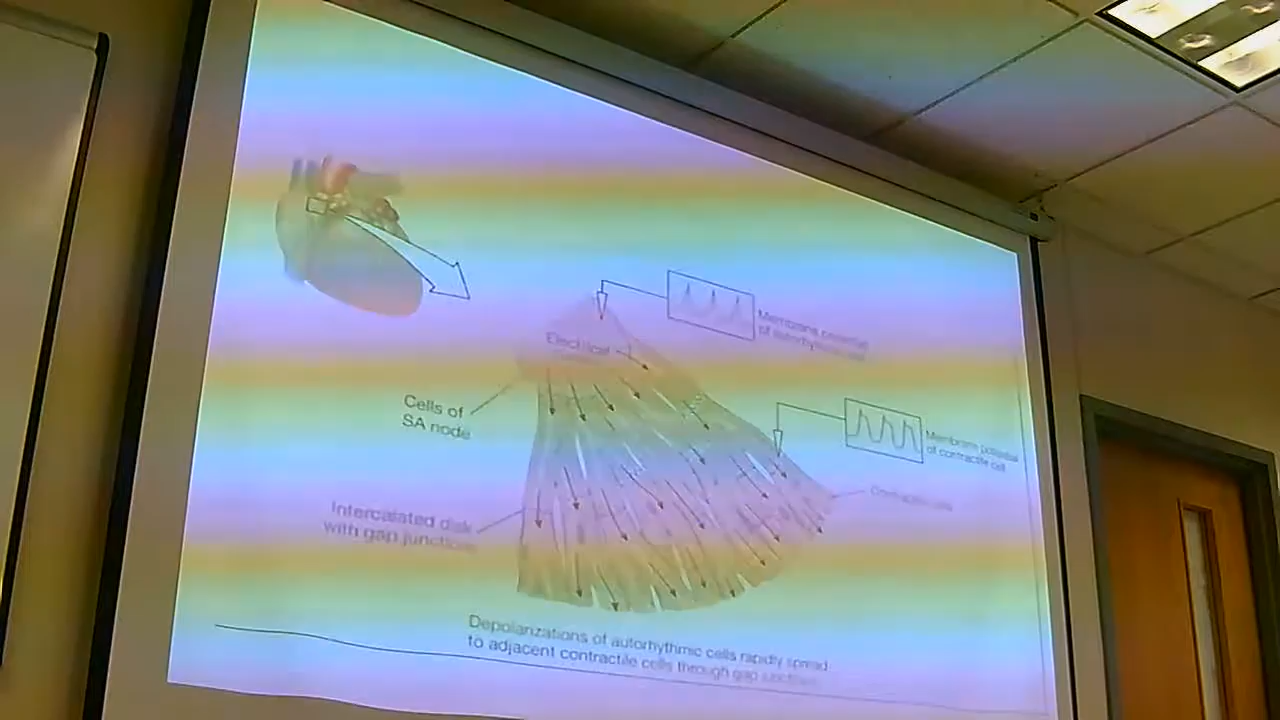 Membrane potential
of autorhythmic cell
Electrical
Cells of
SA node
Membrane potential
of contractile cell
Intercalated disk
with gap junctions
Depolarizations of autorhythmic cells rapidly spread
to adjacent contractile cells through gap junctions